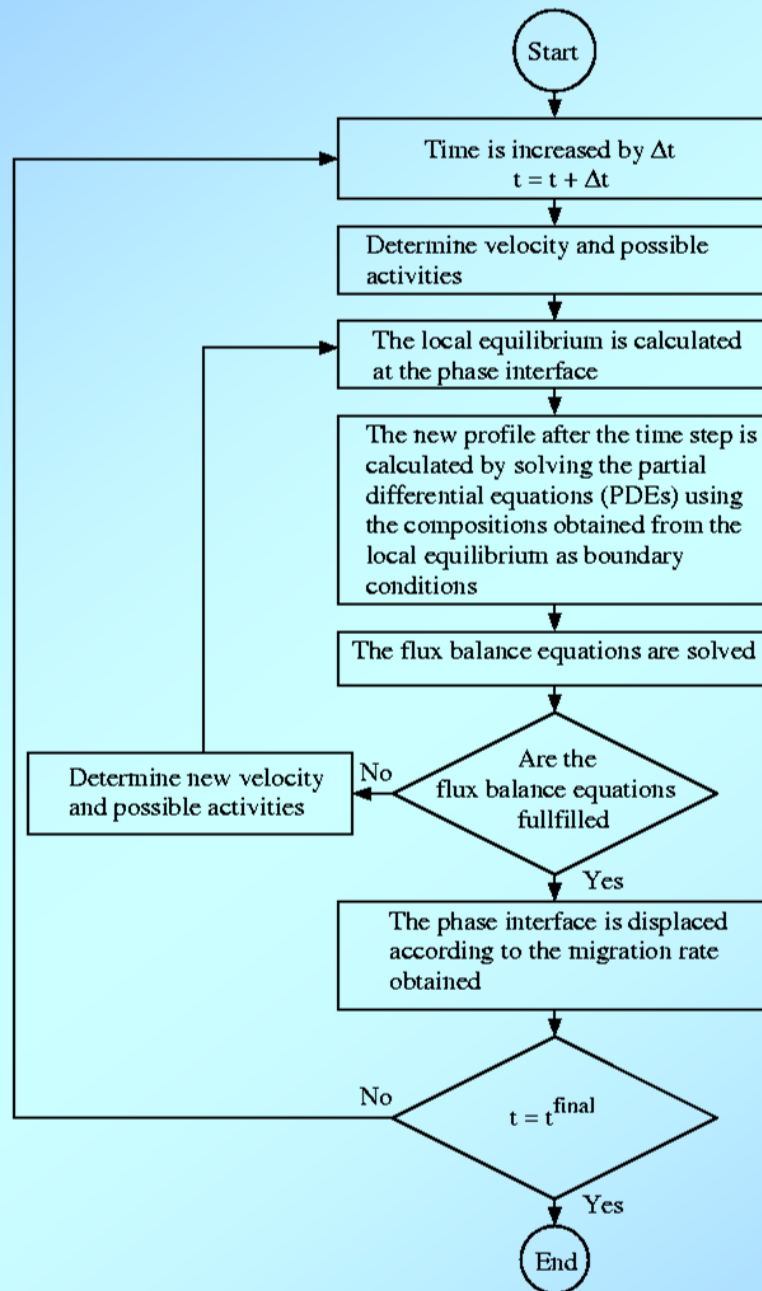 Start
Time is increased by Δt
t = t + Δt
Determine velocity and possible
activities
The local equilibrium is calculated
at the phase interface
The new profile after the time step is
calculated by solving the partial
differential equations (PDEs) using
the compositions obtained from the
local equilibrium as boundary
conditions
The flux balance equations are solved
Are the
flux balance equations
fullfilled
No
Determine new velocity
and possible activities
Yes
The phase interface is displaced
according to the migration rate
obtained
No
t = t^final
Yes
End